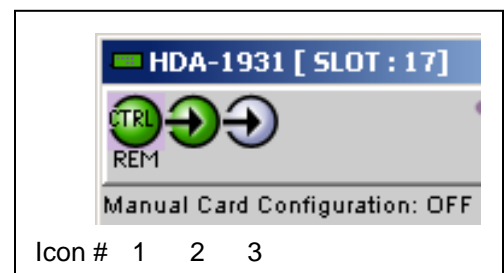 HDA-1931 [ SLOT : 17]
CTRL
REM
Manual Card Configuration: OFF
Icon # 1 2 3